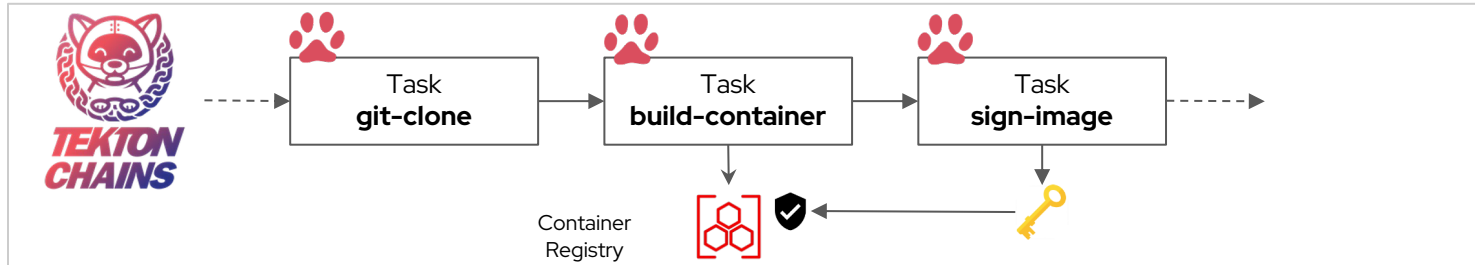 TEKTON
CHAINS
Task
git-clone
Task
build-container
Task
sign-image
Container
Registry